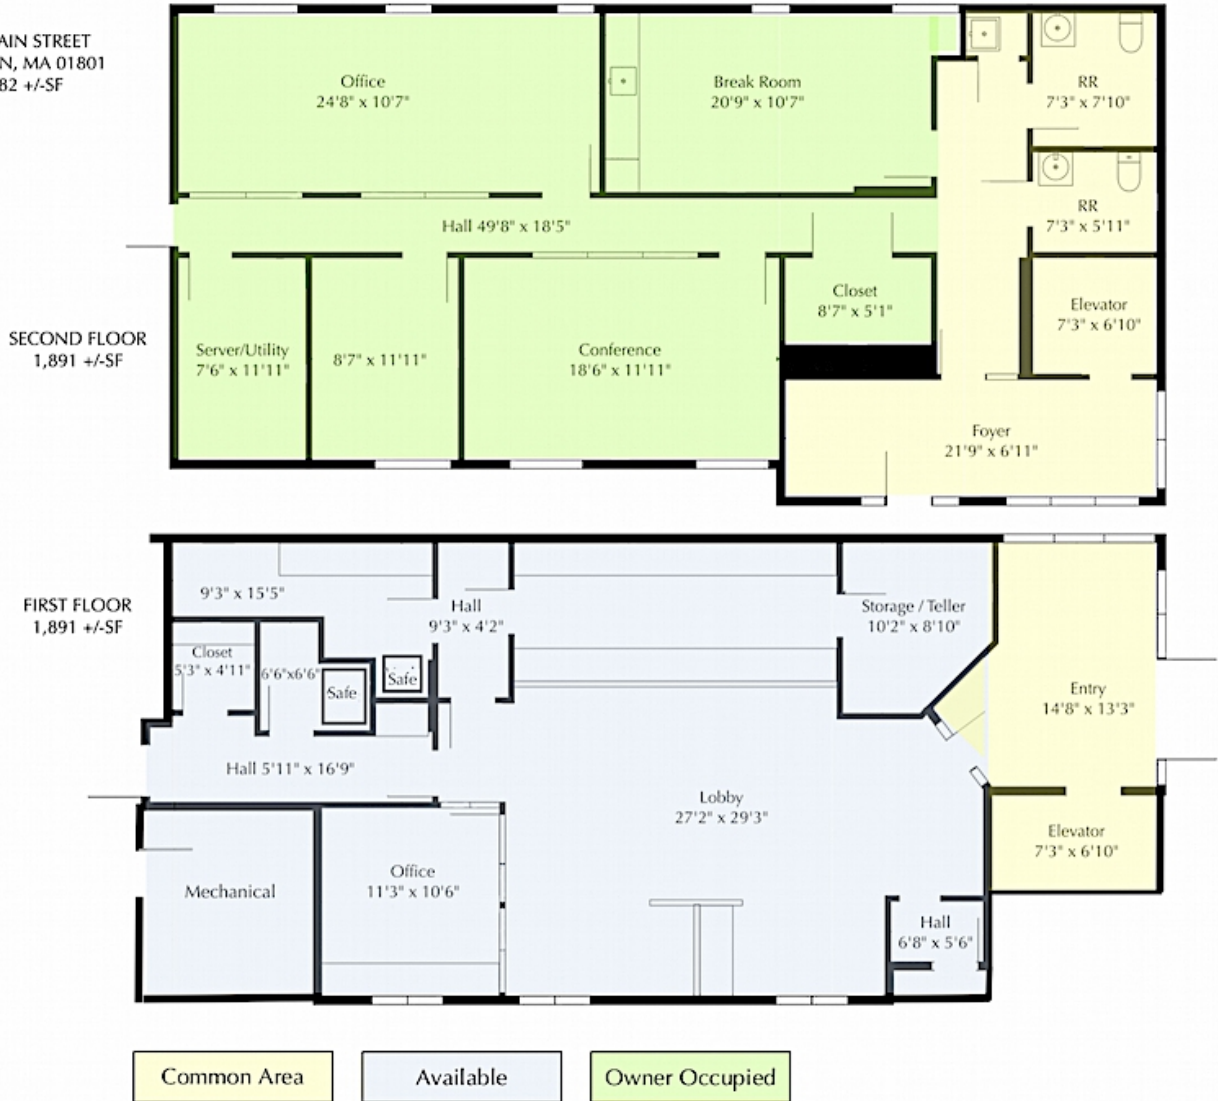 AIN STREET
N, MA 01801
82 +/-SF
Office
24'8" x 10'7"
Break Room
20'9" x 10'7"
RR
7'3" x 7'10"
RR
7'3" x 5'11"
Hall 49'8" x 18'5"
Closet
8'7" x 5'1"
Elevator
7'3" x 6'10"
SECOND FLOOR
1,891 +/-SF
Server/Utility
7'6" x 11'11"
8'7" x 11'11"
Conference
18'6" x 11'11"
Foyer
21'9" x 6'11"
FIRST FLOOR
1,891 +/-SF
9'3" x 15'5"
Hall
9'3" x 4'2"
Storage / Teller
10'2" x 8'10"
Closet
5'3" x 4'11"
6'6"x6'6"
Safe
Safe
Entry
14'8" x 13'3"
Hall 5'11" x 16'9"
Lobby
27'2" x 29'3"
Elevator
7'3" x 6'10"
Mechanical
Office
11'3" x 10'6"
Hall
6'8" x 5'6"
Common Area
Available
Owner Occupied